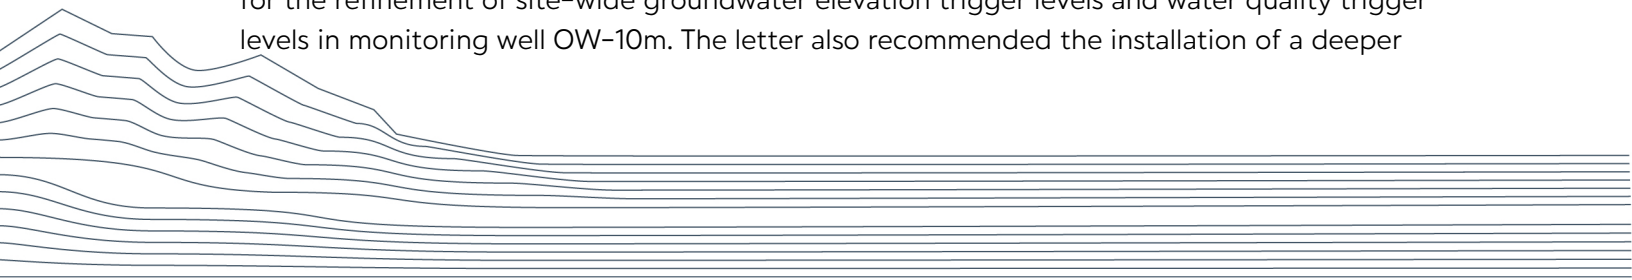 for the refinement of site-wide groundwater elevation trigger levels and water quality trigger
levels in monitoring well OW-10m. The letter also recommended the installation of a deeper